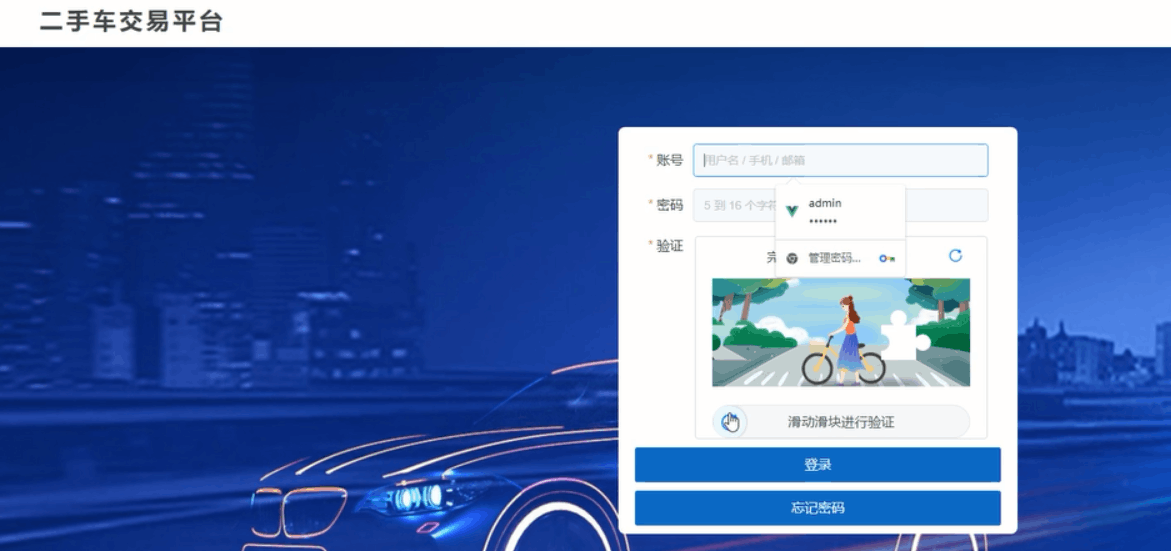 二手车交易平台
* 账号
用户名 / 手机 / 邮箱
* 密码
5 到 16 个字符
admin
••••••
* 验证
完
管理密码...
滑动滑块进行验证
登录
忘记密码